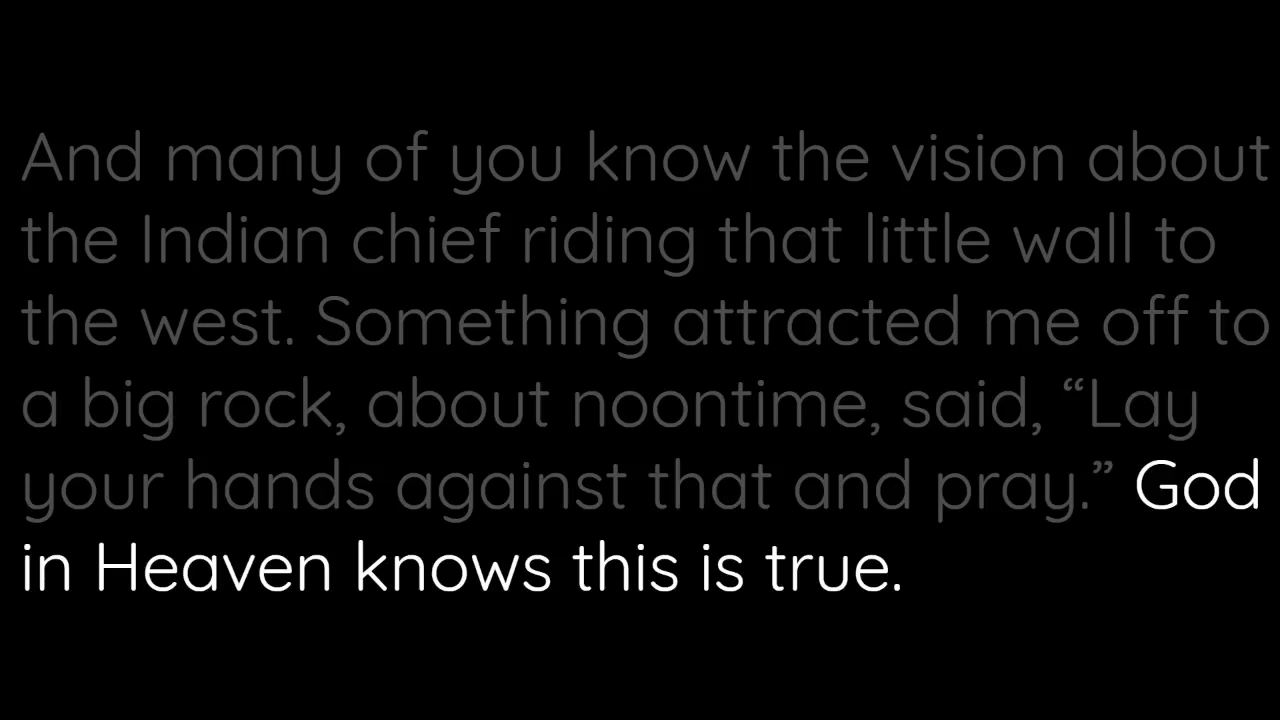 And many of you know the vision about
the Indian chief riding that little wall to
the west. Something attracted me off to
a big rock, about noontime, said, “Lay
your hands against that and pray.” God
in Heaven knows this is true.